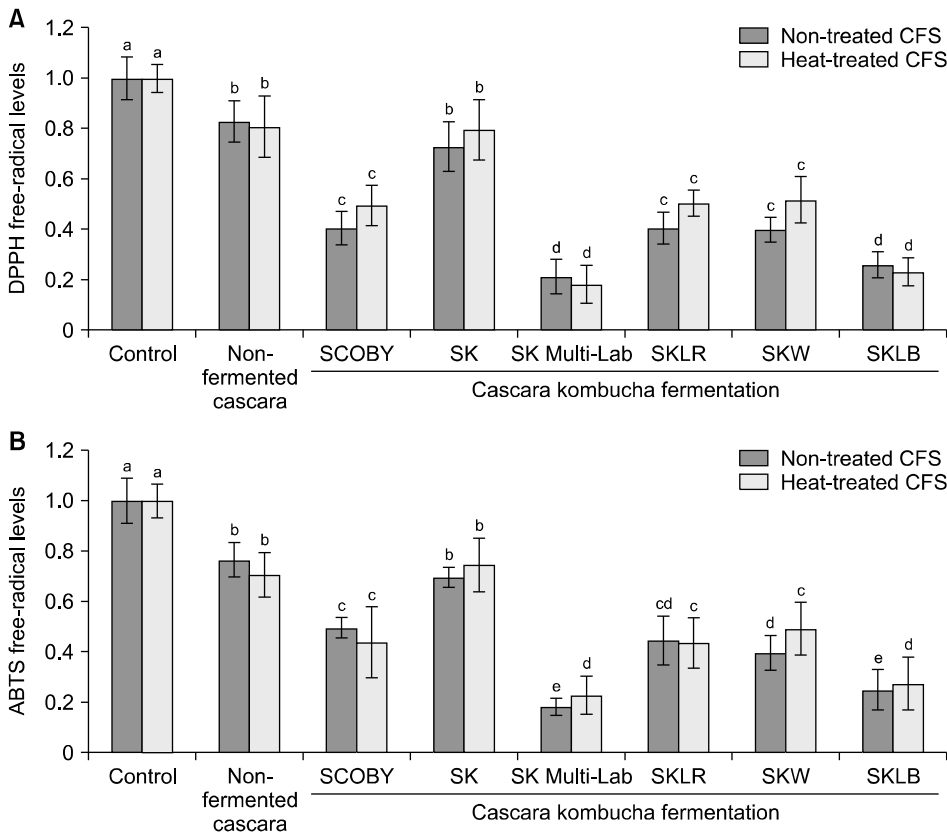 A
1.2
1.0
0.8
0.6
0.4
0.2
0
DPPH free-radical levels
Non-treated CFS
Heat-treated CFS
a a
b b
c c
b b
d d
c c
c c
d d
Control Non- SCOBY SK SK Multi-Lab SKLR SKW SKLB
fermented
cascara
Cascara kombucha fermentation
B
1.2
1.0
0.8
0.6
0.4
0.2
0
ABTS free-radical levels
Non-treated CFS
Heat-treated CFS
a a
b b
c c
b b
e d
cd c
d c
e d
Control Non- SCOBY SK SK Multi-Lab SKLR SKW SKLB
fermented
cascara
Cascara kombucha fermentation